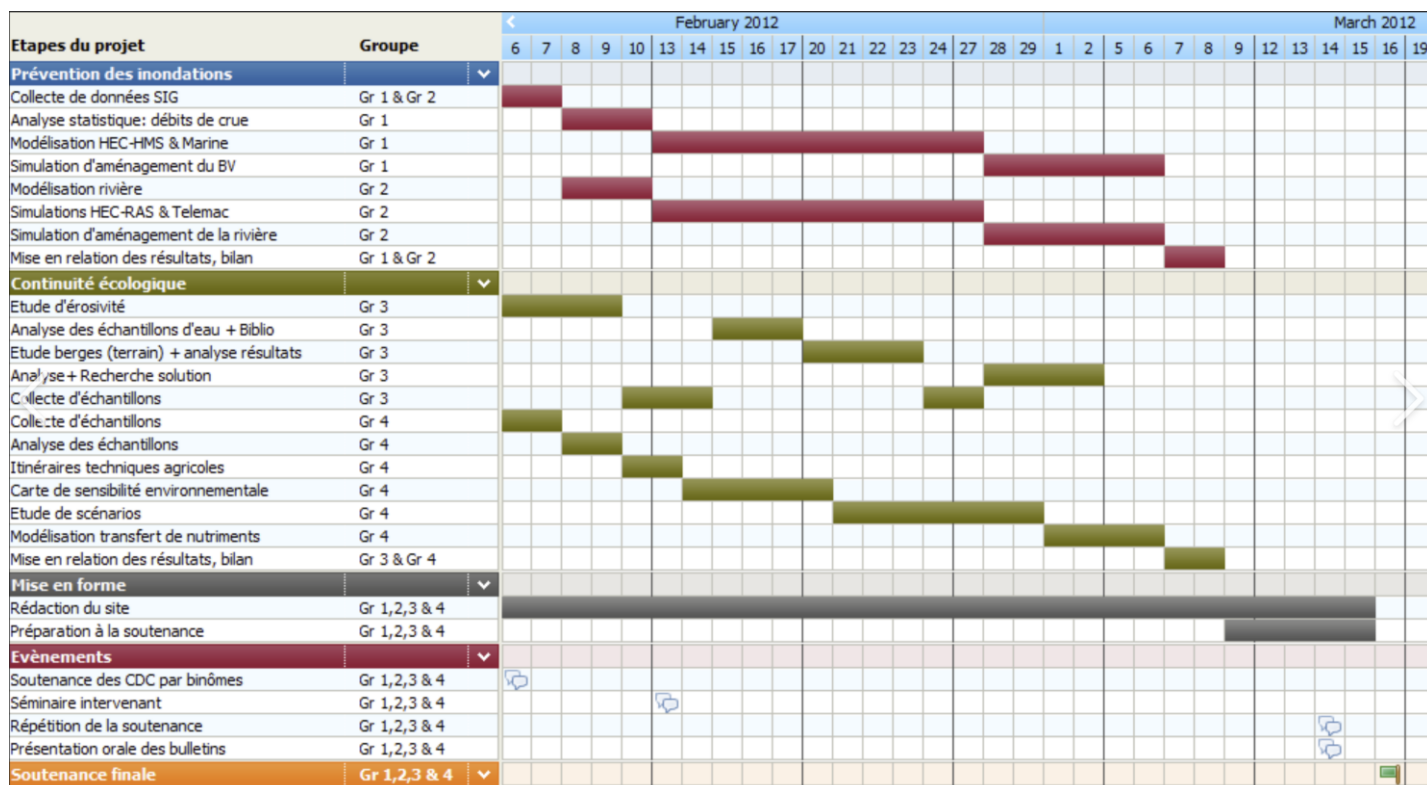 February 2012 March 2012
Etapes du projet Groupe 6 7 8 9 10 13 14 15 16 17 20 21 22 23 24 27 28 29 1 2 5 6 7 8 9 12 13 14 15 16 19
Prévention des inondations
Collecte de données SIG Gr 1 & Gr 2
Analyse statistique: débits de crue Gr 1
Modélisation HEC-HMS & Marine Gr 1
Simulation d'aménagement du BV Gr 1
Modélisation rivière Gr 2
Simulations HEC-RAS & Telemac Gr 2
Simulation d'aménagement de la rivière Gr 2
Mise en relation des résultats, bilan Gr 1 & Gr 2
Continuité écologique
Etude d'érosivité Gr 3
Analyse des échantillons d'eau + Biblio Gr 3
Etude berges (terrain) + analyse résultats Gr 3
Analyse+ Recherche solution Gr 3
Collecte d'échantillons Gr 3
Collecte d'échantillons Gr 4
Analyse des échantillons Gr 4
Itinéraires techniques agricoles Gr 4
Carte de sensibilité environnementale Gr 4
Etude de scénarios Gr 4
Modélisation transfert de nutriments Gr 4
Mise en relation des résultats, bilan Gr 3 & Gr 4
Mise en forme
Rédaction du site Gr 1,2,3 & 4
Préparation à la soutenance Gr 1,2,3 & 4
Evènements
Soutenance des CDC par binômes Gr 1,2,3 & 4
Séminaire intervenant Gr 1,2,3 & 4
Répétition de la soutenance Gr 1,2,3 & 4
Présentation orale des bulletins Gr 1,2,3 & 4
Soutenance finale Gr 1,2,3 & 4